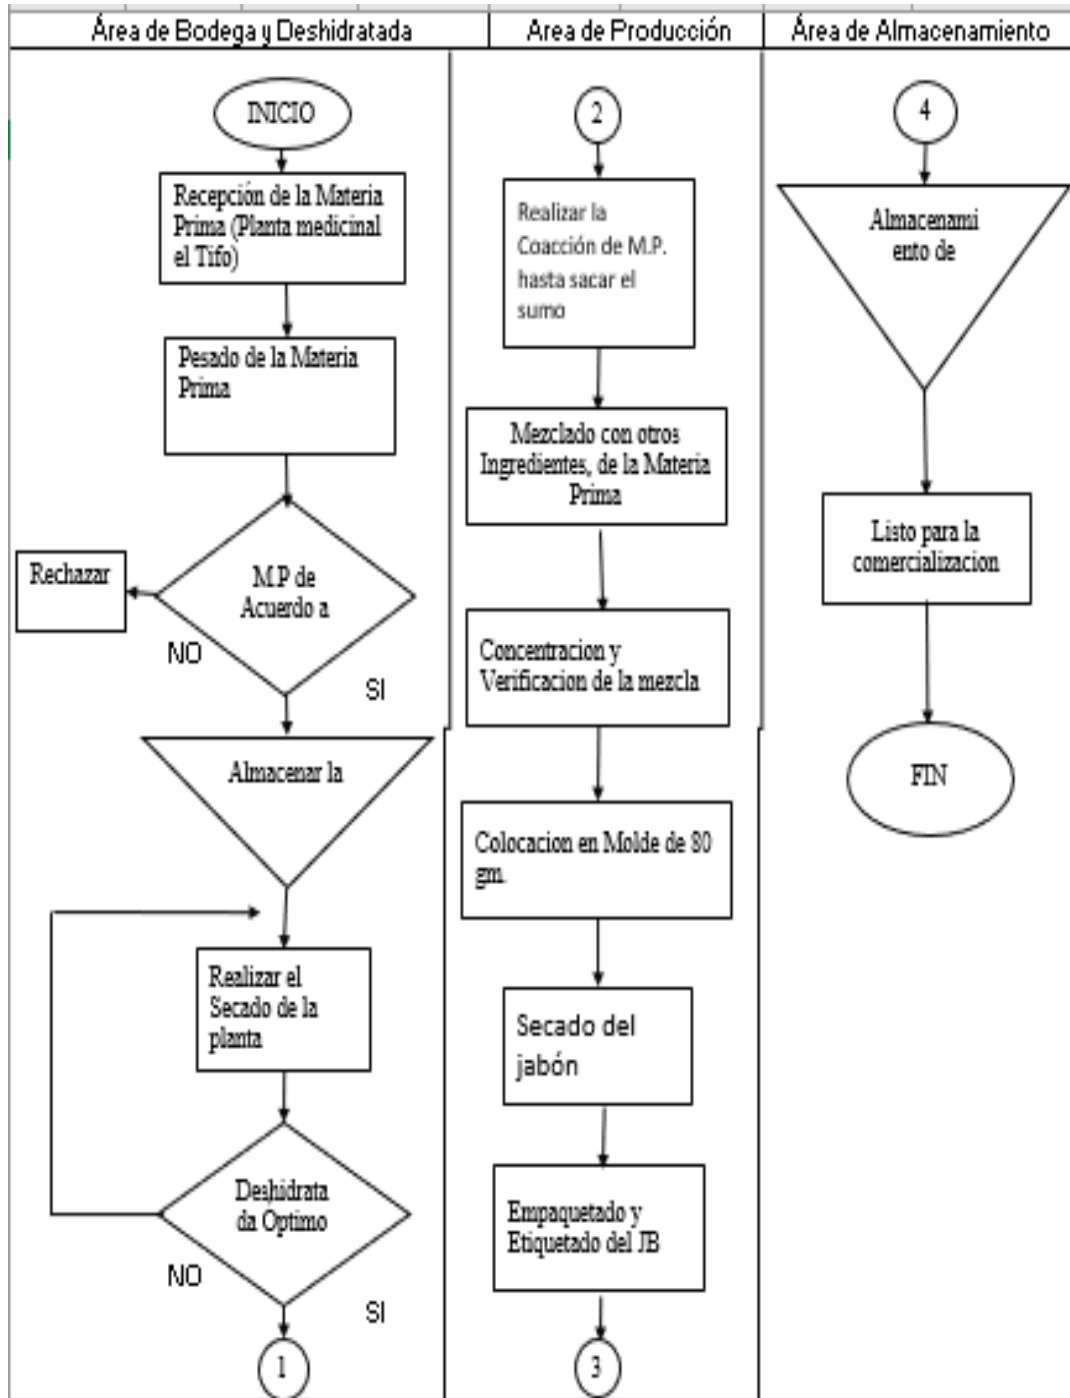 Área de Bodega y Deshidratada
Area de Producción
Área de Almacenamiento
INICIO
Recepción de la Materia
Prima (Planta medicinal
el Tifo)
Pesado de la Materia
Prima
M.P de
Acuerdo a
Rechazar
NO
SI
Almacenar la
Realizar el
Secado de la
planta
Deshidrata
da Optimo
NO
SI
1
2
Realizar la
Coacción de M.P.
hasta sacar el
sumo
Mezclado con otros
Ingredientes, de la Materia
Prima
Concentracion y
Verificacion de la mezcla
Colocacion en Molde de 80
gm.
Secado del
jabón
Empaquetado y
Etiquetado del JB
3
4
Almacenami
ento de
Listo para la
comercializacion
FIN